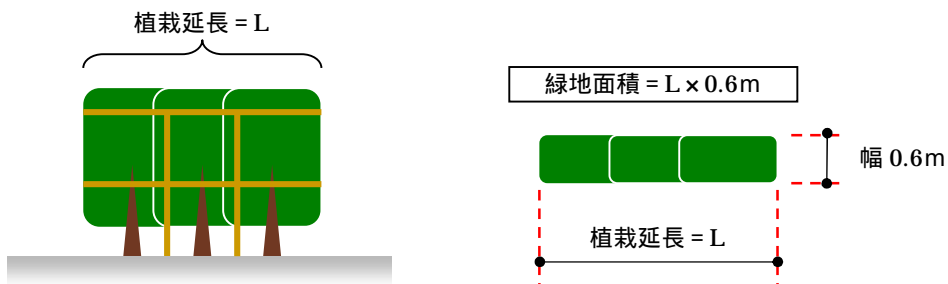 植栽延長 = L
緑地面積 = L × 0.6m
幅 0.6m
植栽延長 = L